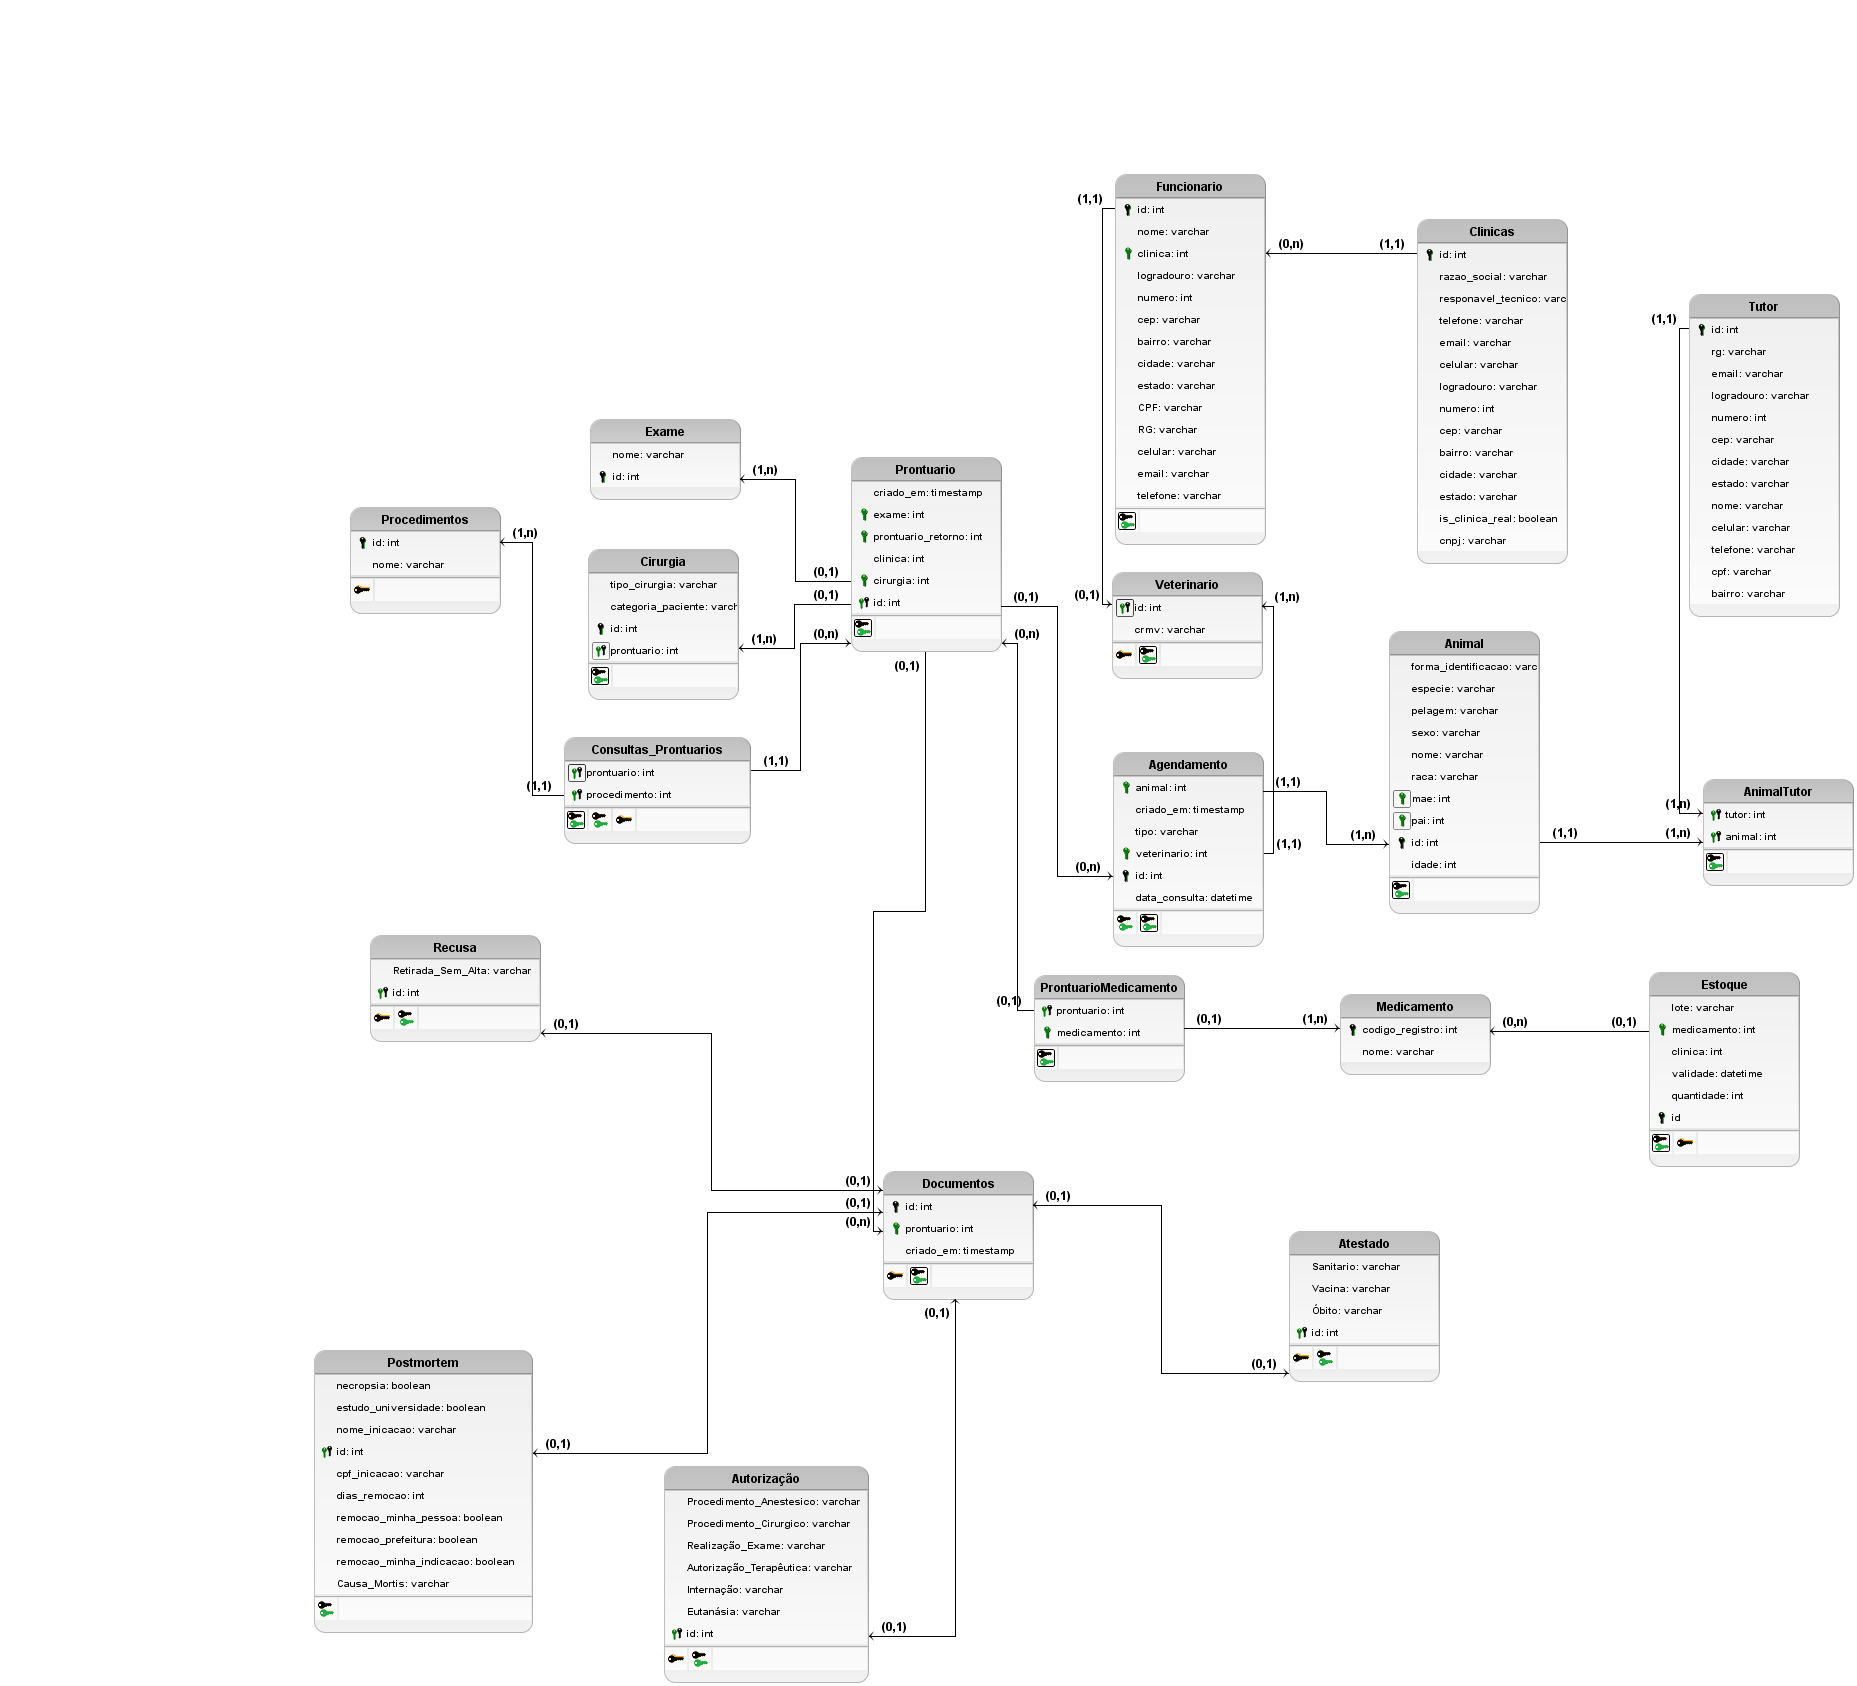 Funcionario
id: int
nome: varchar
clinica: int
logradouro: varchar
numero: int
cep: varchar
bairro: varchar
cidade: varchar
estado: varchar
CPF: varchar
RG: varchar
celular: varchar
email: varchar
telefone: varchar
(1,1)
(0,n)
(1,1)
Clinicas
id: int
razao_social: varchar
responavel_tecnico: varc
telefone: varchar
email: varchar
celular: varchar
logradouro: varchar
numero: int
cep: varchar
bairro: varchar
cidade: varchar
estado: varchar
is_clinica_real: boolean
cnpj: varchar
(1,1)
Tutor
id: int
rg: varchar
email: varchar
logradouro: varchar
numero: int
cep: varchar
cidade: varchar
estado: varchar
nome: varchar
celular: varchar
telefone: varchar
cpf: varchar
bairro: varchar
Exame
nome: varchar
id: int
(1,n)
Prontuario
criado_em: timestamp
exame: int
prontuario_retorno: int
clinica: int
cirurgia: int
id: int
(0,1)
(0,1)
(0,n)
(0,1)
(0,n)
(0,1)
Procedimentos
id: int
nome: varchar
(1,n)
Cirurgia
tipo_cirurgia: varchar
categoria_paciente: varch
id: int
prontuario: int
(1,n)
Veterinario
id: int
crmv: varchar
(0,1)
(1,n)
Animal
forma_identificacao: varc
especie: varchar
pelagem: varchar
sexo: varchar
nome: varchar
raca: varchar
mae: int
pai: int
id: int
idade: int
(1,n)
(1,1)
Consultas_Prontuarios
prontuario: int
procedimento: int
(1,1)
(1,1)
Agendamento
animal: int
criado_em: timestamp
tipo: varchar
veterinario: int
id: int
data_consulta: datetime
(1,1)
(1,1)
(0,n)
AnimalTutor
tutor: int
animal: int
(1,n)
(1,n)
Recusa
Retirada_Sem_Alta: varchar
id: int
(0,1)
ProntuarioMedicamento
prontuario: int
medicamento: int
(0,1)
(0,1)
(1,n)
Medicamento
codigo_registro: int
nome: varchar
(0,n)
(0,1)
Estoque
lote: varchar
medicamento: int
clinica: int
validade: datetime
quantidade: int
id
(0,1)
(0,1)
(0,n)
Documentos
id: int
prontuario: int
criado_em: timestamp
(0,1)
(0,1)
Atestado
Sanitario: varchar
Vacina: varchar
Óbito: varchar
id: int
(0,1)
Postmortem
necropsia: boolean
estudo_universidade: boolean
nome_inicacao: varchar
id: int
cpf_inicacao: varchar
dias_remocao: int
remocao_minha_pessoa: boolean
remocao_prefeitura: boolean
remocao_minha_indicacao: boolean
Causa_Mortis: varchar
(0,1)
Autorização
Procedimento_Anestesico: varchar
Procedimento_Cirurgico: varchar
Realização_Exame: varchar
Autorização_Terapêutica: varchar
Internação: varchar
Eutanásia: varchar
id: int
(0,1)